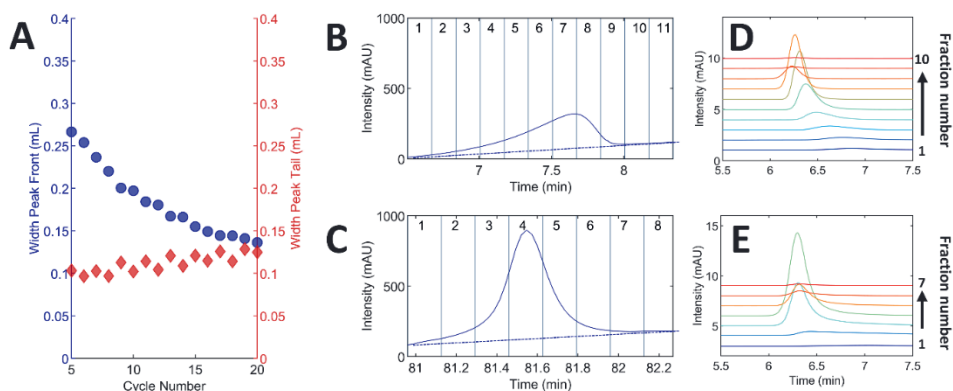 A
0.4
0.35
0.3
0.25
0.2
0.15
0.1
0.05
0
Width Peak Front (mL)
0.4
0.35
0.3
0.25
0.2
0.15
0.1
0.05
0
Width Peak Tail (mL)
5 10 15 20
Cycle Number
B
1 2 3 4 5 6 7 8 9 10 11
1000
500
0
Intensity (mAU)
7 7.5 8
Time (min)
C
1 2 3 4 5 6 7 8
1000
500
0
Intensity (mAU)
81 81.2 81.4 81.6 81.8 82 82.2
Time (min)
D
10
5
0
Intensity (mAU)
5.5 6 6.5 7 7.5
Time (min)
10
1
Fraction number
E
15
10
5
Intensity (mAU)
5 5.5 6 6.5 7 7.5
Time (min)
7
1
Fraction number